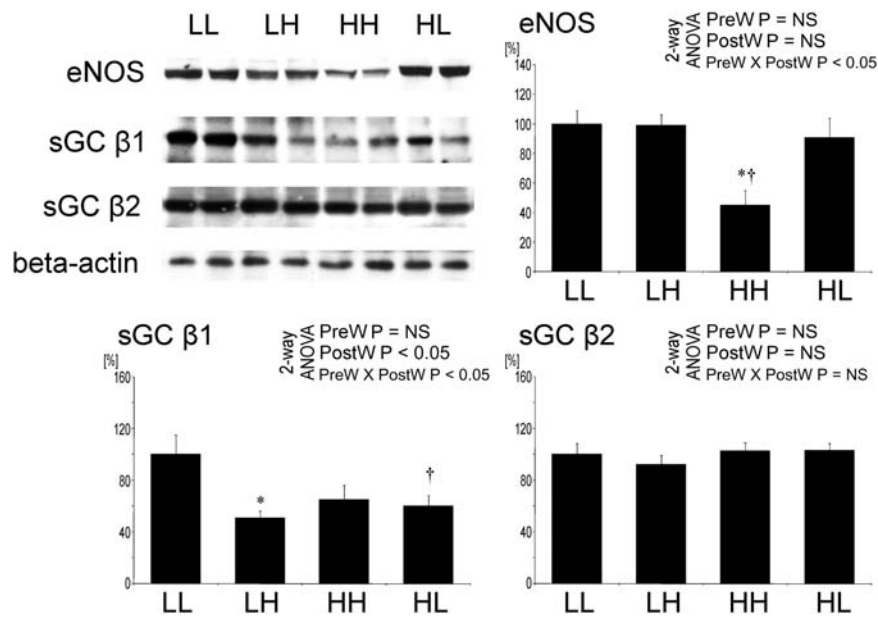 LL LH HH HL
eNOS
sGC β1
sGC β2
beta-actin
eNOS
2-way
ANOVA
PreW P = NS
PostW P = NS
PreW X PostW P < 0.05
[%]
140
120
100
80
60
40
20
0
*†
LL LH HH HL
sGC β1
2-way
ANOVA
PreW P = NS
PostW P < 0.05
PreW X PostW P < 0.05
[%]
160
120
80
40
0
*
†
LL LH HH HL
sGC β2
2-way
ANOVA
PreW P = NS
PostW P = NS
PreW X PostW P = NS
[%]
160
120
80
40
0
LL LH HH HL